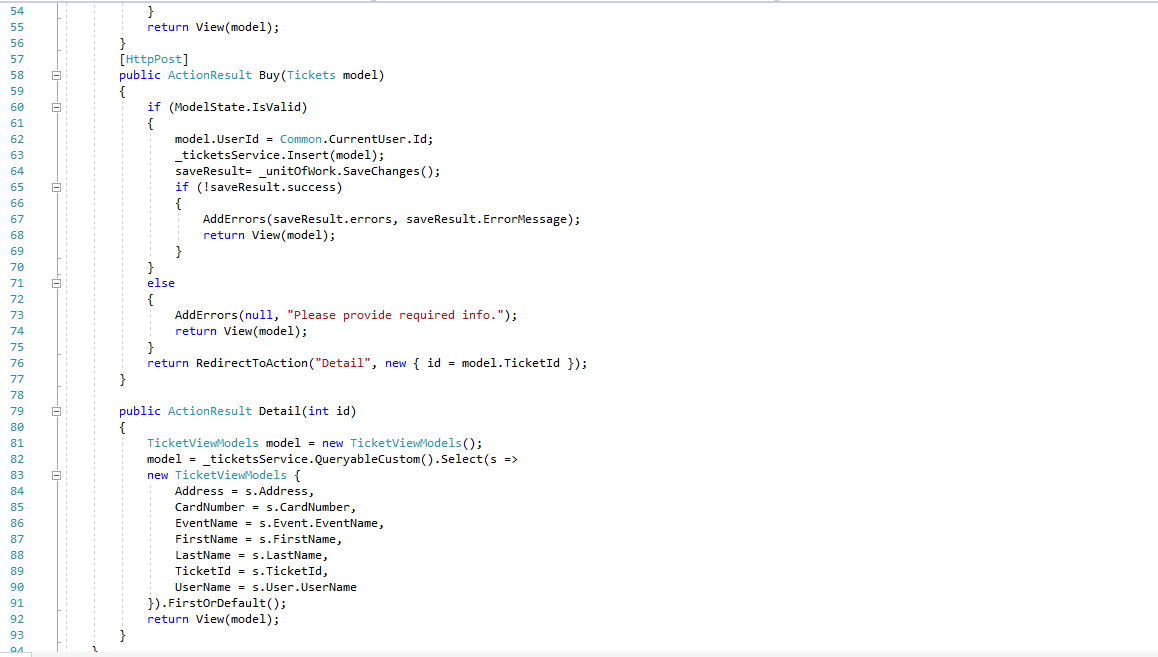 54 }
55 return View(model);
56 }
57 [HttpPost]
58 public ActionResult Buy(Tickets model)
59 {
60 if (ModelState.IsValid)
61 {
62 model.UserId = Common.CurrentUser.Id;
63 _ticketsService.Insert(model);
64 saveResult= _unitOfWork.SaveChanges();
65 if (!saveResult.success)
66 {
67 AddErrors(saveResult.errors, saveResult.ErrorMessage);
68 return View(model);
69 }
70 }
71 else
72 {
73 AddErrors(null, "Please provide required info.");
74 return View(model);
75 }
76 return RedirectToAction("Detail", new { id = model.TicketId });
77 }
78
79 public ActionResult Detail(int id)
80 {
81 TicketViewModels model = new TicketViewModels();
82 model = _ticketsService.QueryableCustom().Select(s =>
83 new TicketViewModels {
84 Address = s.Address,
85 CardNumber = s.CardNumber,
86 EventName = s.Event.EventName,
87 FirstName = s.FirstName,
88 LastName = s.LastName,
89 TicketId = s.TicketId,
90 UserName = s.User.UserName
91 }).FirstOrDefault();
92 return View(model);
93 }
94 }